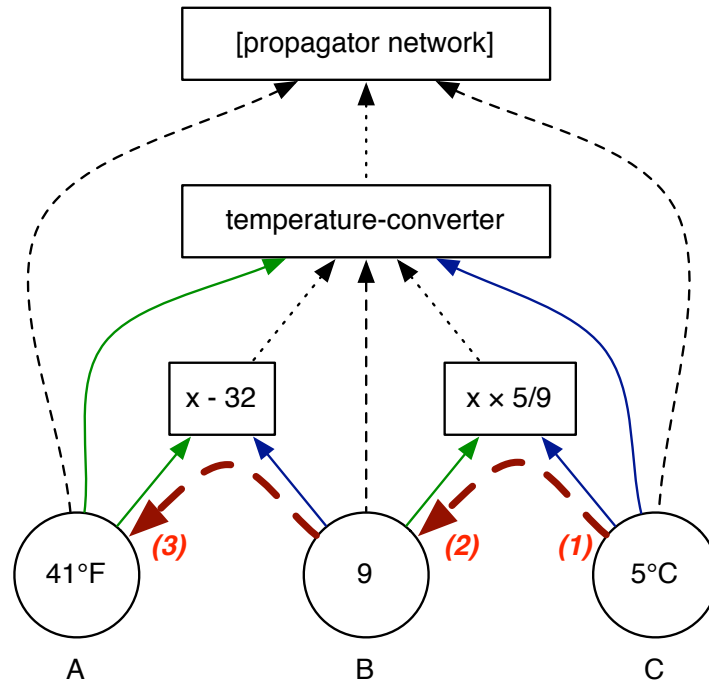 [propagator network]
temperature-converter
x - 32
x × 5/9
(3)
(2)
(1)
41°F
9
5°C
A
B
C